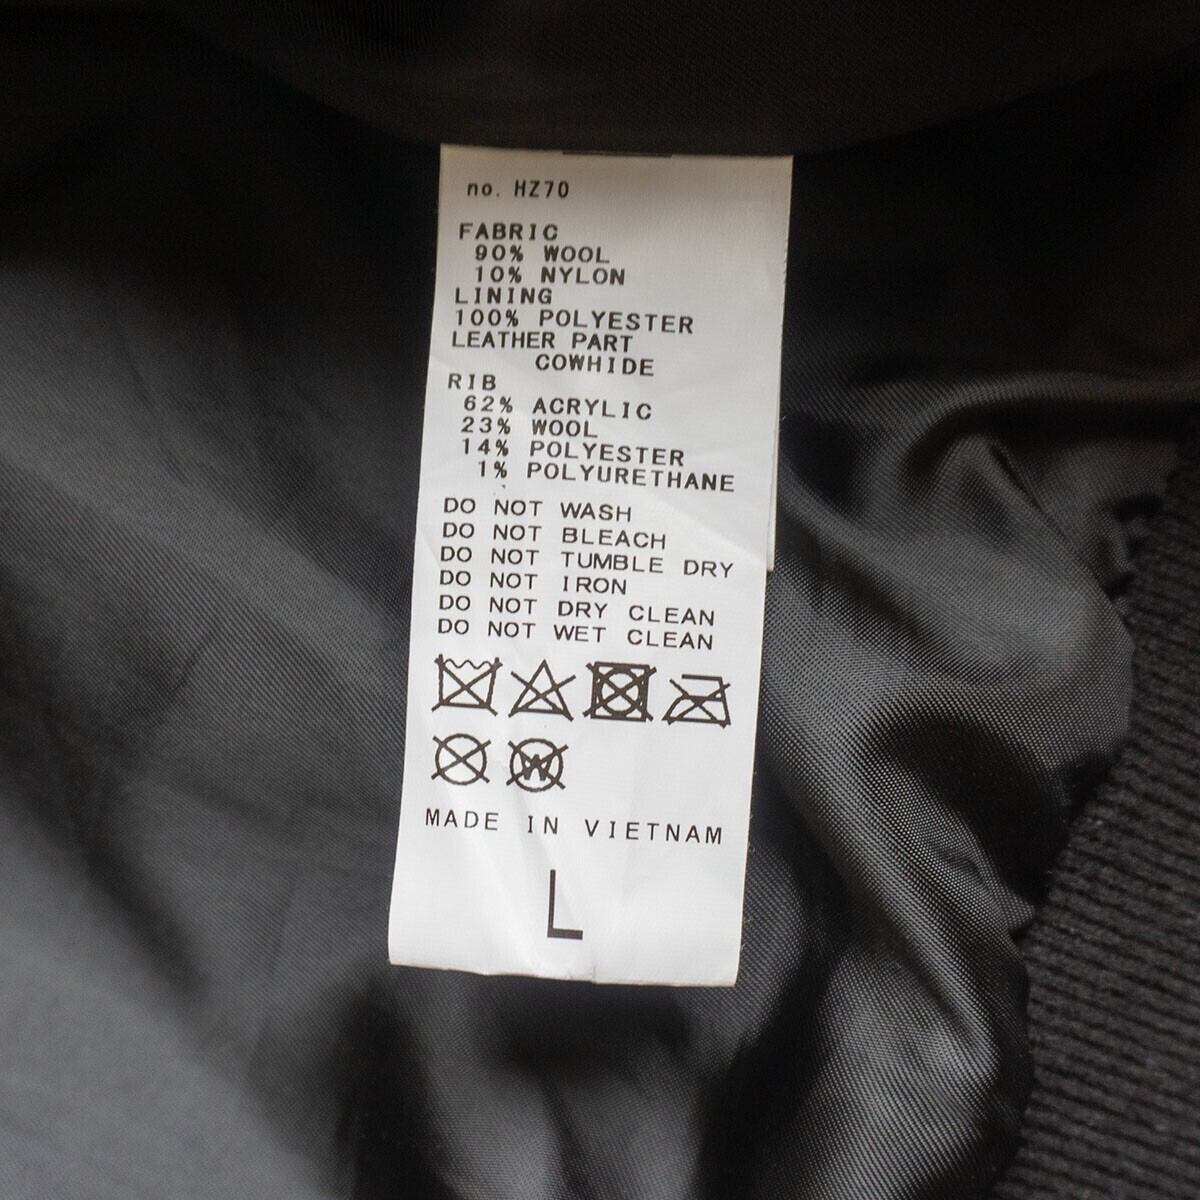 no. HZ70
FABRIC
90% WOOL
10% NYLON
LINING
100% POLYESTER
LEATHER PART
COWHIDE
RIB
62% ACRYLIC
23% WOOL
14% POLYESTER
1% POLYURETHANE
DO NOT WASH
DO NOT BLEACH
DO NOT TUMBLE DRY
DO NOT IRON
DO NOT DRY CLEAN
DO NOT WET CLEAN
W
MADE IN VIETNAM
L